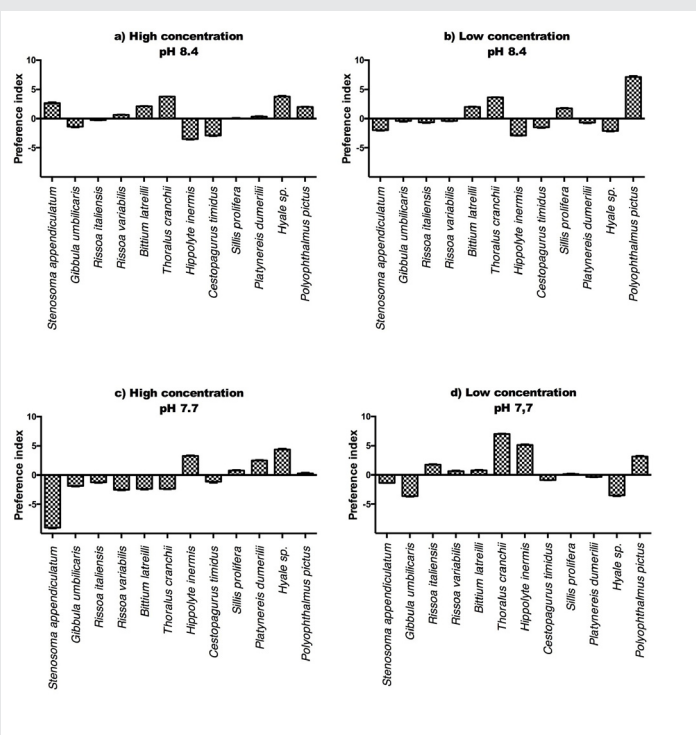 a) High concentration
pH 8.4
Preference index
10
5
0
-5
Stenosoma appendiculatum
Gibbula umbilicaris
Rissoa italiensis
Rissoa variabilis
Bittium latreilli
Thoralus cranchii
Hippolyte inermis
Cestopagurus timidus
Sillis prolifera
Platynereis dumerilii
Hyale sp.
Polyophthalmus pictus
b) Low concentration
pH 8.4
Preference index
10
5
0
-5
Stenosoma appendiculatum
Gibbula umbilicaris
Rissoa italiensis
Rissoa variabilis
Bittium latreilli
Thoralus cranchii
Hippolyte inermis
Cestopagurus timidus
Sillis prolifera
Platynereis dumerilii
Hyale sp.
Polyophthalmus pictus
c) High concentration
pH 7.7
Preference index
10
5
0
-5
Stenosoma appendiculatum
Gibbula umbilicaris
Rissoa italiensis
Rissoa variabilis
Bittium latreilli
Thoralus cranchii
Hippolyte inermis
Cestopagurus timidus
Sillis prolifera
Platynereis dumerilii
Hyale sp.
Polyophthalmus pictus
d) Low concentration
pH 7,7
Preference index
10
5
0
-5
Stenosoma appendiculatum
Gibbula umbilicaris
Rissoa italiensis
Rissoa variabilis
Bittium latreilli
Thoralus cranchii
Hippolyte inermis
Cestopagurus timidus
Sillis prolifera
Platynereis dumerilii
Hyale sp.
Polyophthalmus pictus